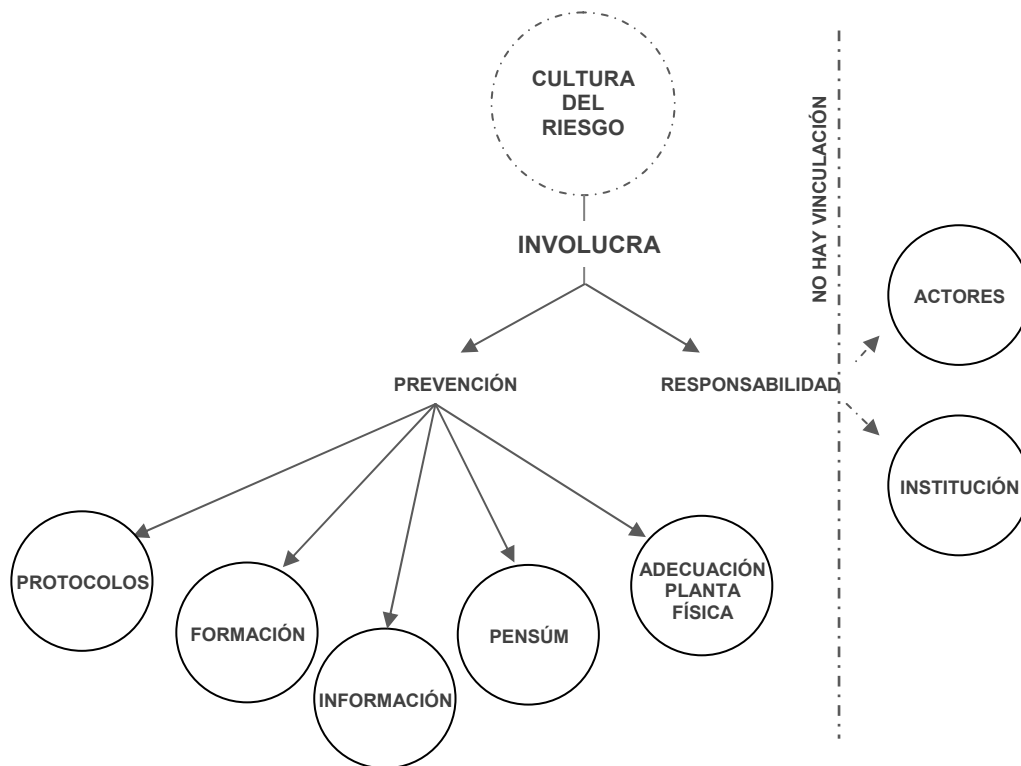 CULTURA
DEL
RIESGO
INVOLUCRA
NO HAY VINCULACIÓN
ACTORES
PREVENCIÓN
RESPONSABILIDAD
INSTITUCIÓN
PROTOCOLOS
FORMACIÓN
INFORMACIÓN
PENSÚM
ADECUACIÓN
PLANTA
FÍSICA